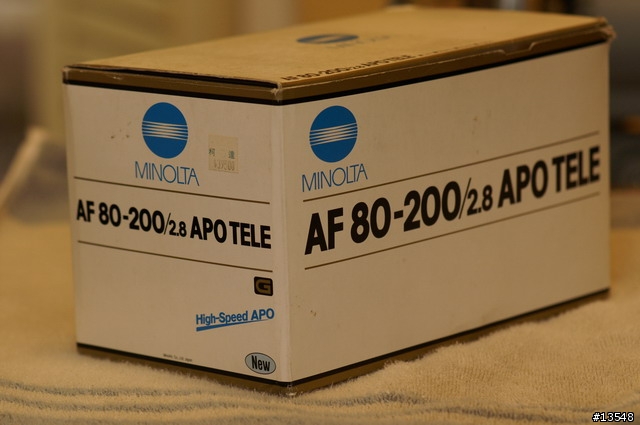 MINOLTA
AF 80-200/2.8 APO TELE
G
High-Speed APO
New
MINOLTA
AF 80-200/2.8 APO TELE
#13548